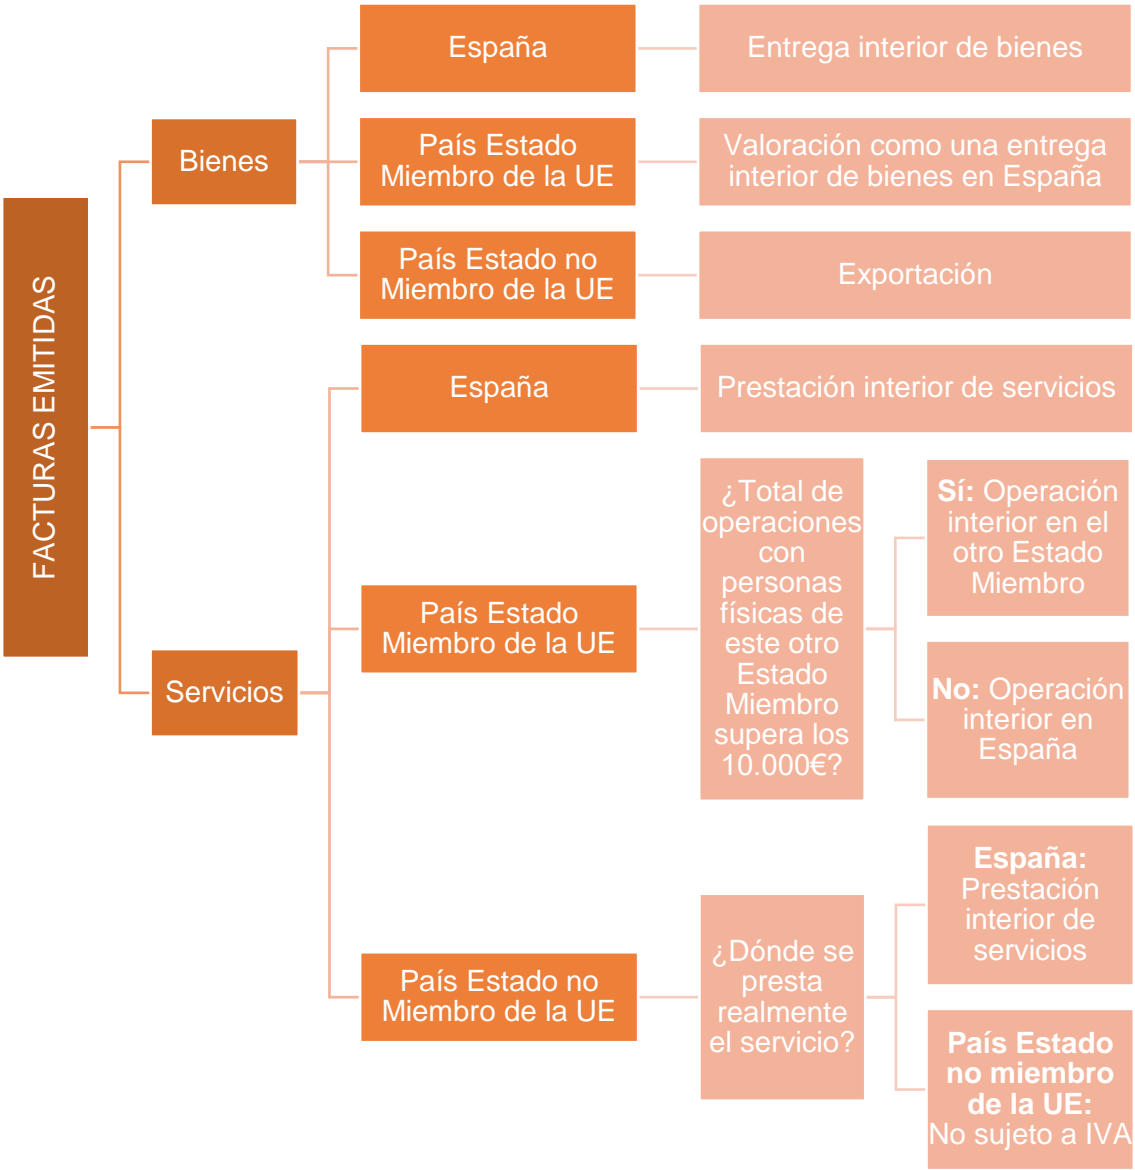 FACTURAS EMITIDAS
Bienes
España
Entrega interior de bienes
País Estado
Miembro de la UE
Valoración como una entrega
interior de bienes en España
País Estado no
Miembro de la UE
Exportación
Servicios
España
Prestación interior de servicios
País Estado
Miembro de la UE
¿Total de
operaciones
con
personas
físicas de
este otro
Estado
Miembro
supera los
10.000€?
Sí: Operación
interior en el
otro Estado
Miembro
No: Operación
interior en
España
País Estado no
Miembro de la UE
¿Dónde se
presta
realmente
el servicio?
España:
Prestación
interior de
servicios
País Estado
no miembro
de la UE:
No sujeto a IVA